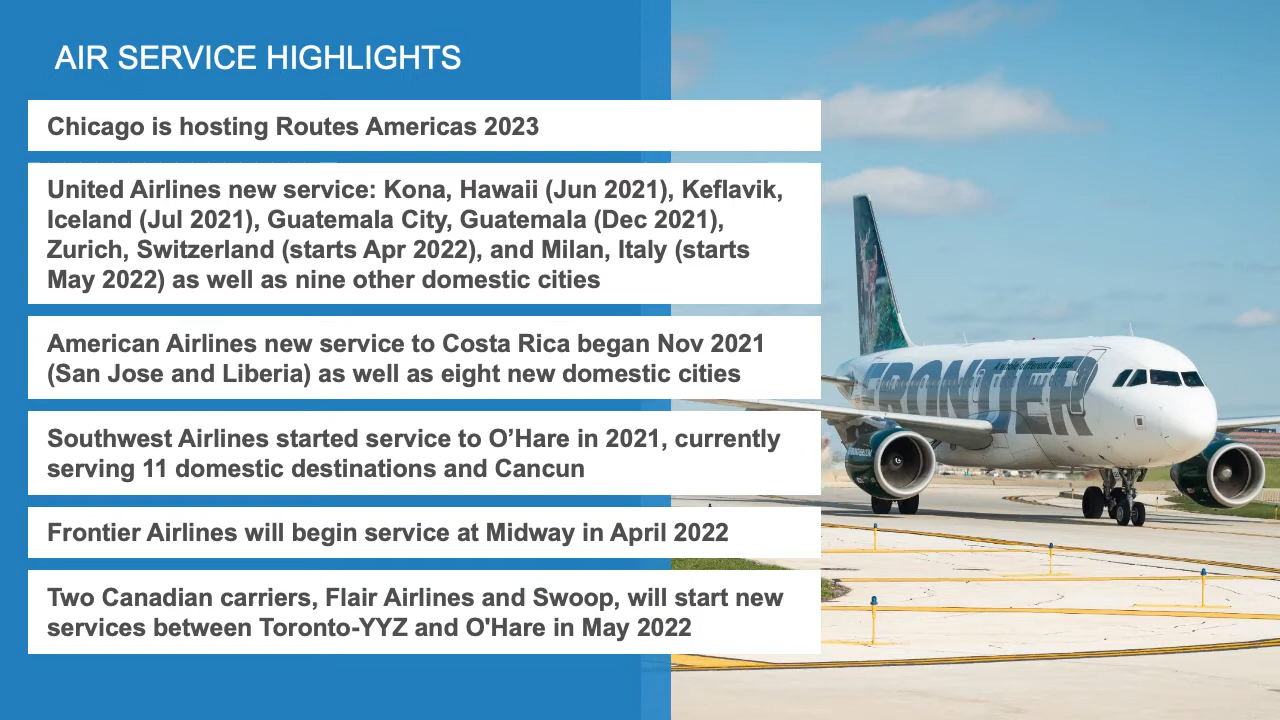 AIR SERVICE HIGHLIGHTS
Chicago is hosting Routes Americas 2023
United Airlines new service: Kona, Hawaii (Jun 2021), Keflavik,
Iceland (Jul 2021), Guatemala City, Guatemala (Dec 2021),
Zurich, Switzerland (starts Apr 2022), and Milan, Italy (starts
May 2022) as well as nine other domestic cities
American Airlines new service to Costa Rica began Nov 2021
(San Jose and Liberia) as well as eight new domestic cities
Southwest Airlines started service to O’Hare in 2021, currently
serving 11 domestic destinations and Cancun
Frontier Airlines will begin service at Midway in April 2022
Two Canadian carriers, Flair Airlines and Swoop, will start new
services between Toronto-YYZ and O'Hare in May 2022
A whole different animal.
FRONTIER